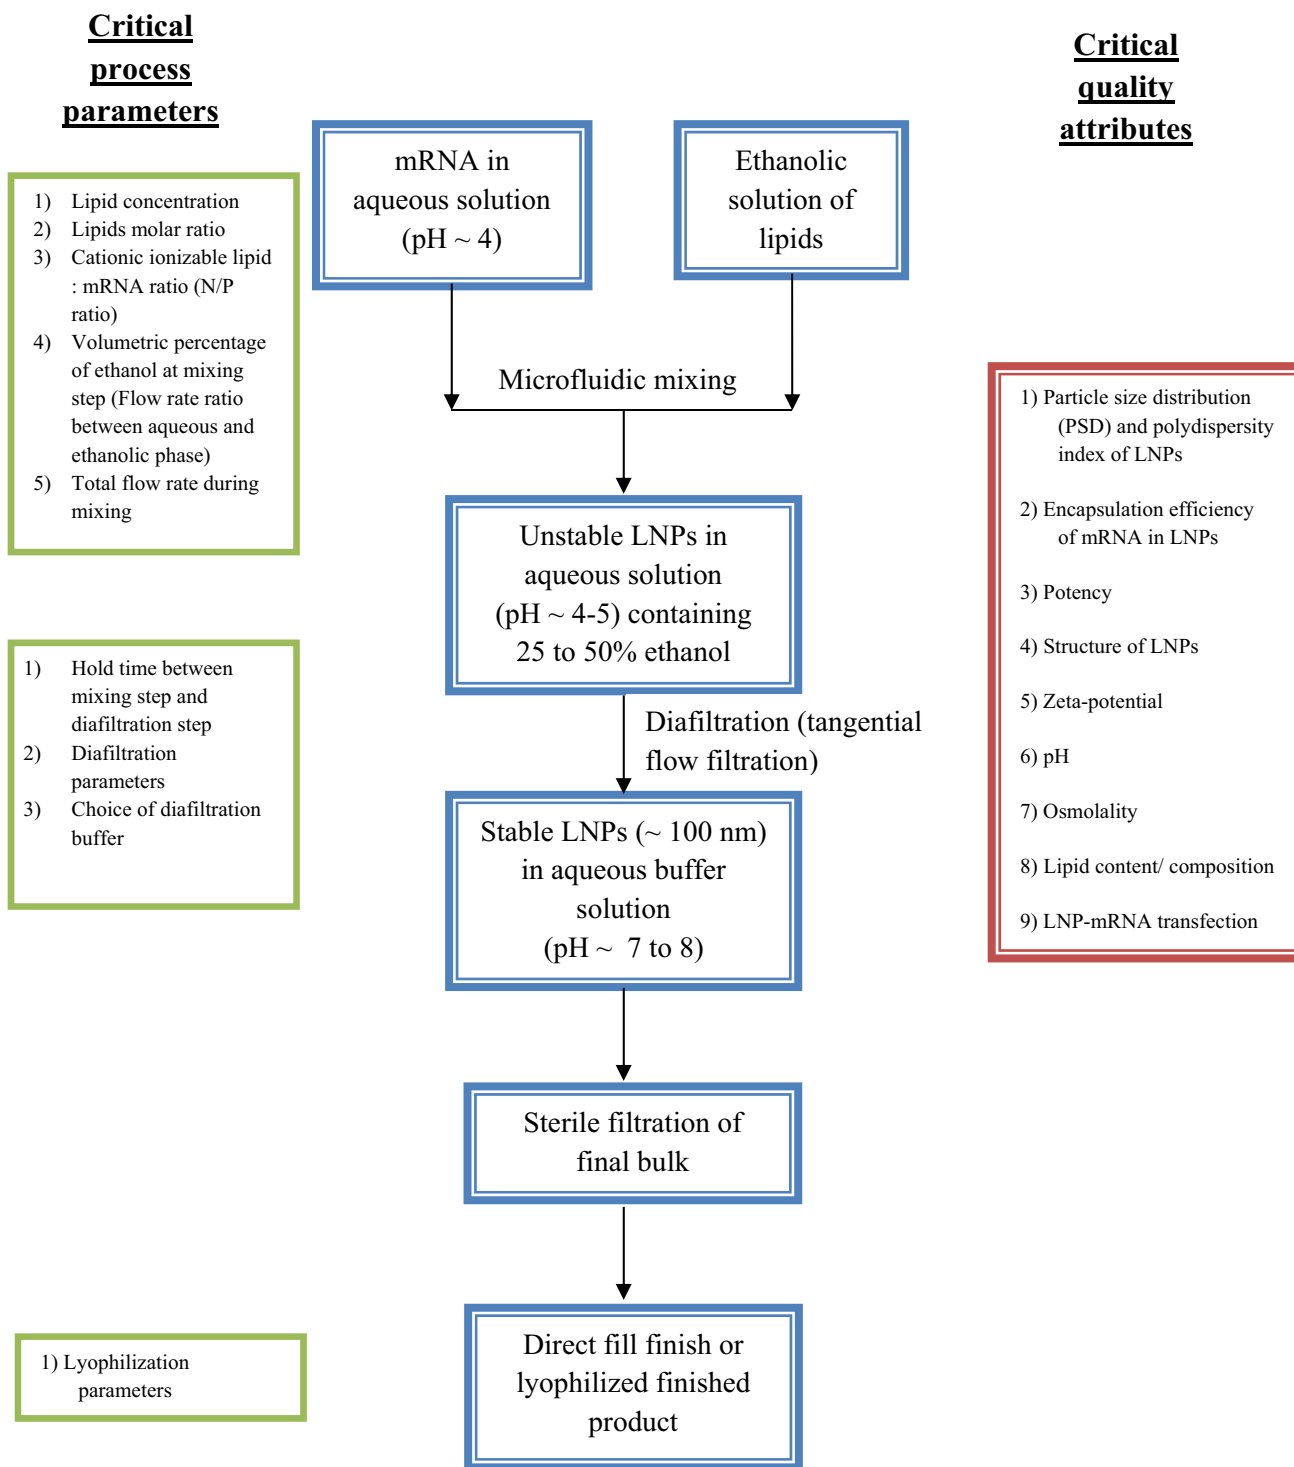 Critical
process
parameters
Critical
quality
attributes
mRNA in
aqueous solution
(pH ~ 4)
Ethanolic
solution of
lipids
1) Lipid concentration
2) Lipids molar ratio
3) Cationic ionizable lipid
: mRNA ratio (N/P
ratio)
4) Volumetric percentage
of ethanol at mixing
step (Flow rate ratio
between aqueous and
ethanolic phase)
5) Total flow rate during
mixing
Microfluidic mixing
1) Particle size distribution
(PSD) and polydispersity
index of LNPs
2) Encapsulation efficiency
of mRNA in LNPs
3) Potency
4) Structure of LNPs
5) Zeta-potential
6) pH
7) Osmolality
8) Lipid content/ composition
9) LNP-mRNA transfection
Unstable LNPs in
aqueous solution
(pH ~ 4-5) containing
25 to 50% ethanol
1) Hold time between
mixing step and
diafiltration step
2) Diafiltration
parameters
3) Choice of diafiltration
buffer
Diafiltration (tangential
flow filtration)
Stable LNPs (~ 100 nm)
in aqueous buffer
solution
(pH ~ 7 to 8)
Sterile filtration of
final bulk
1) Lyophilization
parameters
Direct fill finish or
lyophilized finished
product